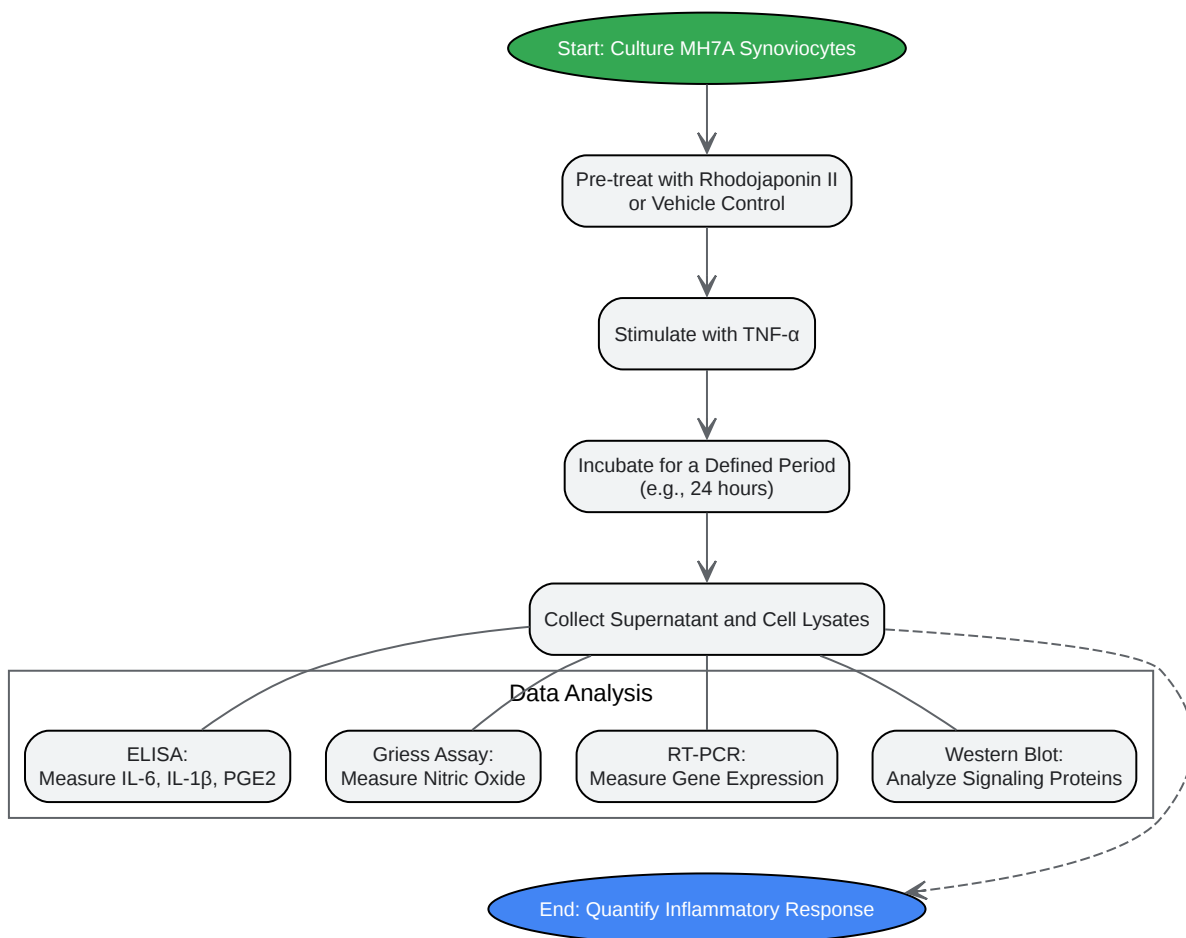 Start: Culture MH7A Synoviocytes
Pre-treat with Rhodojaponin II
or Vehicle Control
Stimulate with TNF-α
Incubate for a Defined Period
(e.g., 24 hours)
Collect Supernatant and Cell Lysates
Data Analysis
ELISA:
Measure IL-6, IL-1β, PGE2
Griess Assay:
Measure Nitric Oxide
RT-PCR:
Measure Gene Expression
Western Blot:
Analyze Signaling Proteins
End: Quantify Inflammatory Response